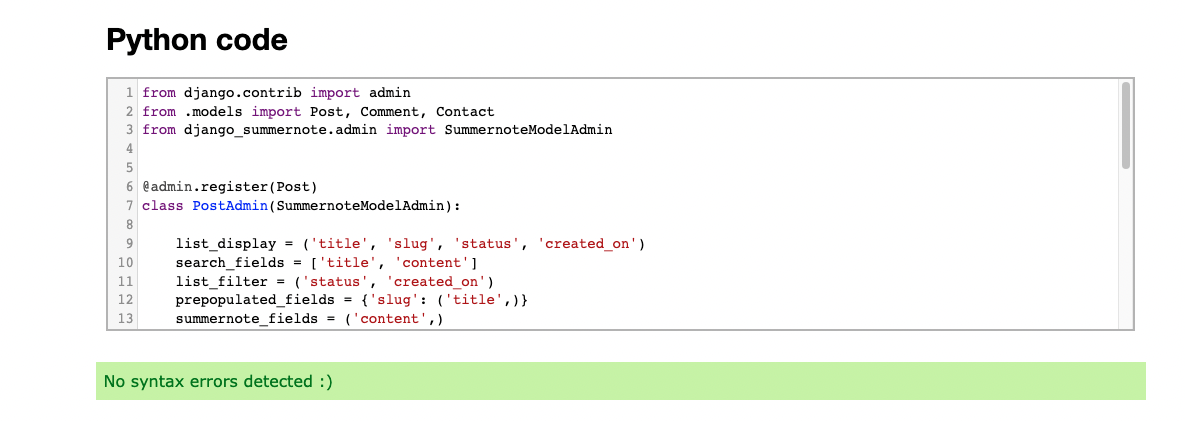 Python code
1 from django.contrib import admin
2 from .models import Post, Comment, Contact
3 from django_summernote.admin import SummernoteModelAdmin
4
5
6 @admin.register(Post)
7 class PostAdmin(SummernoteModelAdmin):
8
9     list_display = ('title', 'slug', 'status', 'created_on')
10     search_fields = ['title', 'content']
11     list_filter = ('status', 'created_on')
12     prepopulated_fields = {'slug': ('title',)}
13     summernote_fields = ('content',)
No syntax errors detected :)